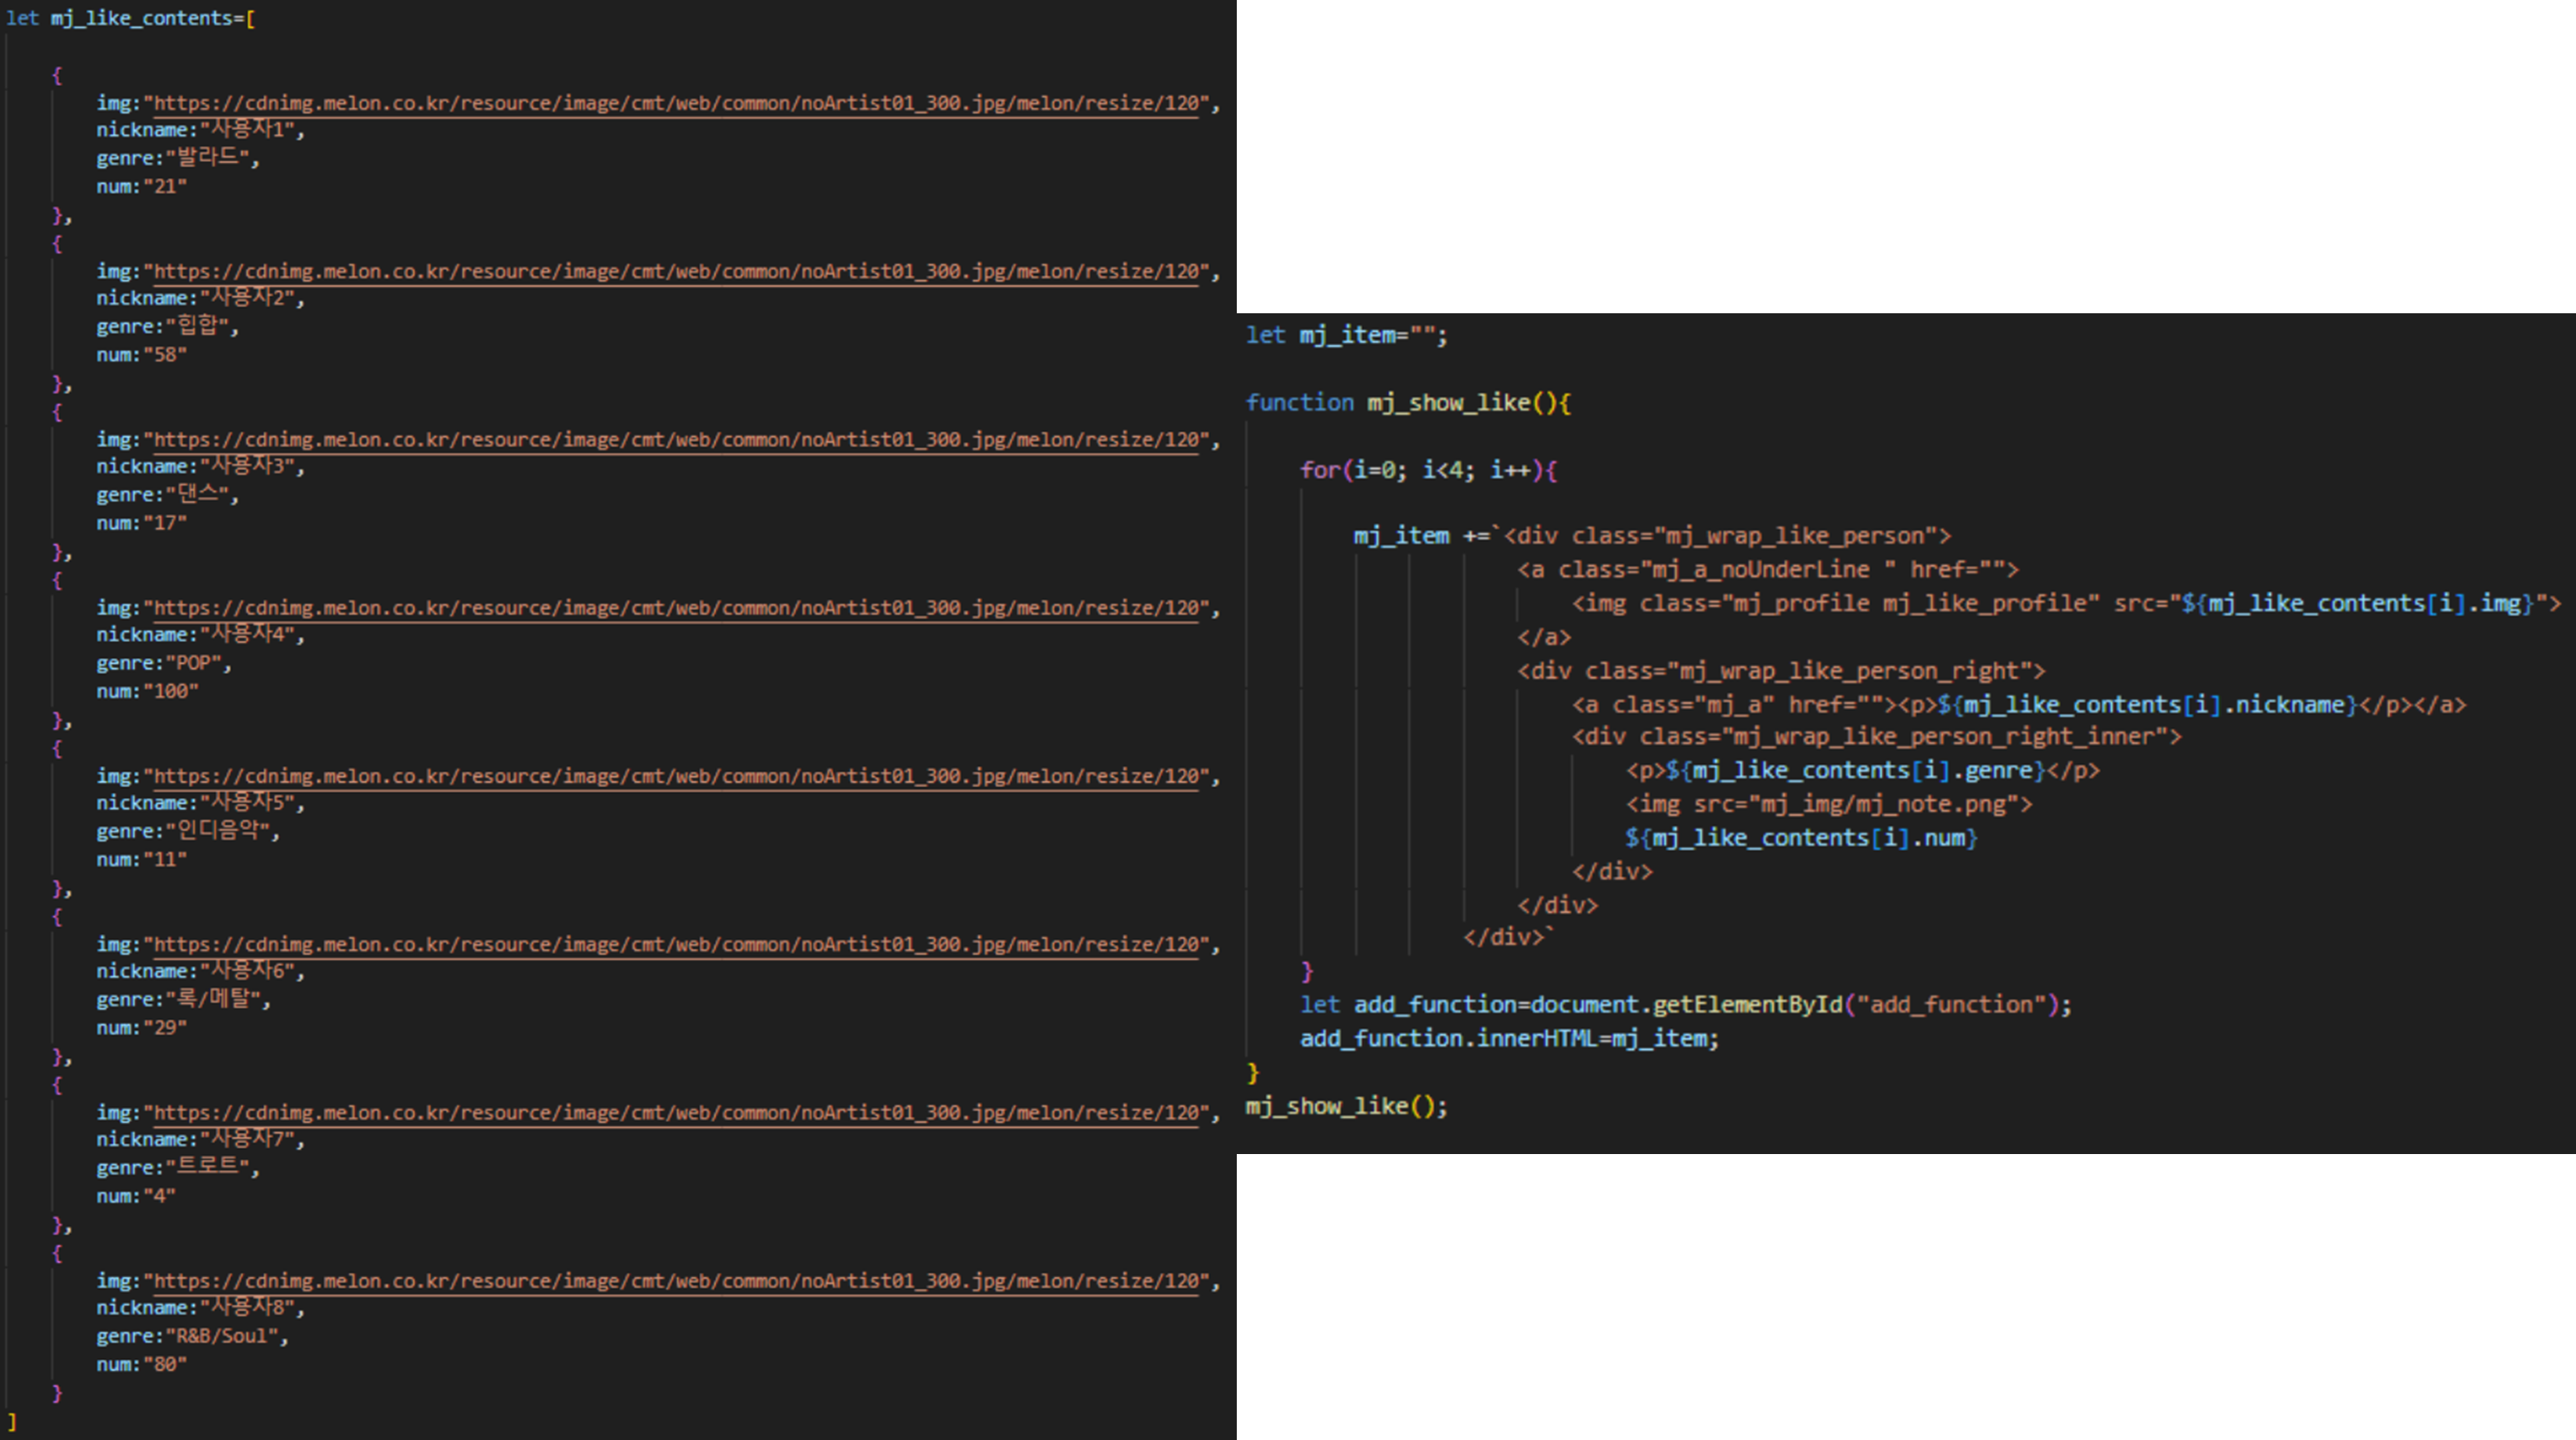 let mj_like_contents=[
{
img:"https://cdnimg.melon.co.kr/resource/image/cmt/web/common/noArtist01_300.jpg/melon/resize/120",
nickname:"사용자1",
genre:"발라드",
num:"21"
},
{
img:"https://cdnimg.melon.co.kr/resource/image/cmt/web/common/noArtist01_300.jpg/melon/resize/120",
nickname:"사용자2",
genre:"힙합",
num:"58"
},
{
img:"https://cdnimg.melon.co.kr/resource/image/cmt/web/common/noArtist01_300.jpg/melon/resize/120",
nickname:"사용자3",
genre:"댄스",
num:"17"
},
{
img:"https://cdnimg.melon.co.kr/resource/image/cmt/web/common/noArtist01_300.jpg/melon/resize/120",
nickname:"사용자4",
genre:"POP",
num:"100"
},
{
img:"https://cdnimg.melon.co.kr/resource/image/cmt/web/common/noArtist01_300.jpg/melon/resize/120",
nickname:"사용자5",
genre:"인디음악",
num:"11"
},
{
img:"https://cdnimg.melon.co.kr/resource/image/cmt/web/common/noArtist01_300.jpg/melon/resize/120",
nickname:"사용자6",
genre:"록/메탈",
num:"29"
},
{
img:"https://cdnimg.melon.co.kr/resource/image/cmt/web/common/noArtist01_300.jpg/melon/resize/120",
nickname:"사용자7",
genre:"트로트",
num:"4"
},
{
img:"https://cdnimg.melon.co.kr/resource/image/cmt/web/common/noArtist01_300.jpg/melon/resize/120",
nickname:"사용자8",
genre:"R&B/Soul",
num:"80"
}
]
let mj_item="";
function mj_show_like(){
for(i=0; i<4; i++){
mj_item +=`<div class="mj_wrap_like_person">
<a class="mj_a_noUnderLine " href="">
<img class="mj_profile mj_like_profile" src="${mj_like_contents[i].img}">
</a>
<div class="mj_wrap_like_person_right">
<a class="mj_a" href=""><p>${mj_like_contents[i].nickname}</p></a>
<div class="mj_wrap_like_person_right_inner">
<p>${mj_like_contents[i].genre}</p>
<img src="mj_img/mj_note.png">
${mj_like_contents[i].num}
</div>
</div>
</div>`
}
let add_function=document.getElementById("add_function");
add_function.innerHTML=mj_item;
}
mj_show_like();